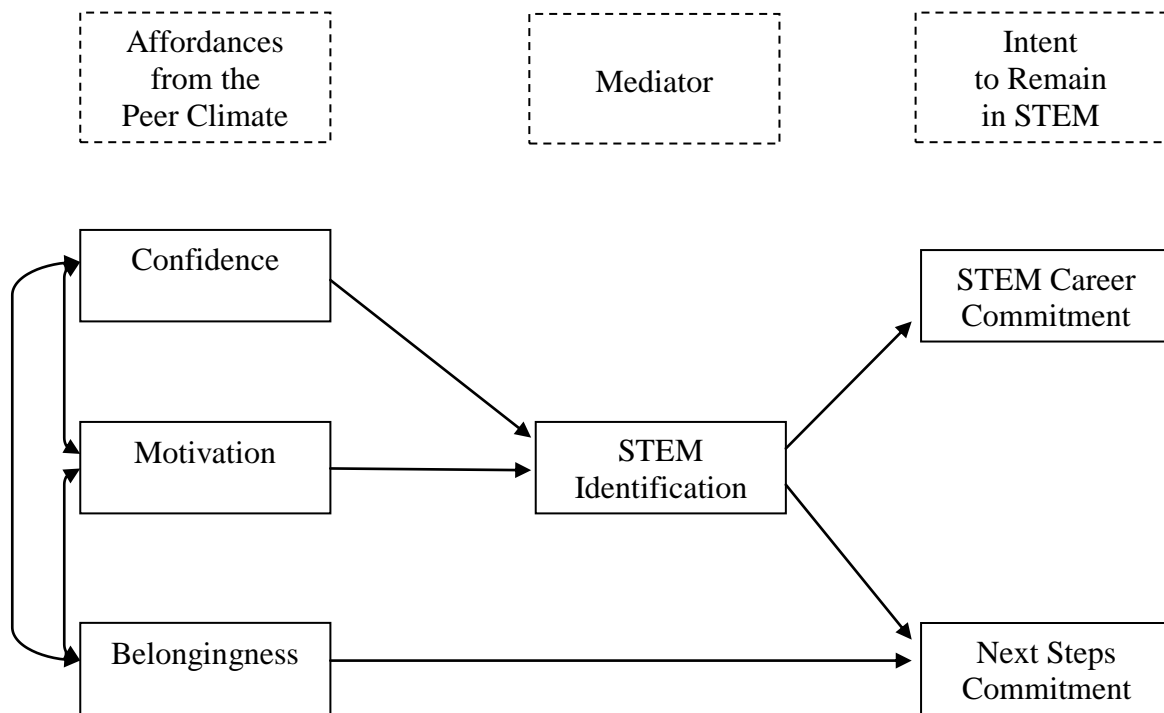 Affordances
from the
Peer Climate
Mediator
Intent
to Remain
in STEM
Confidence
STEM Career
Commitment
Motivation
STEM
Identification
Belongingness
Next Steps
Commitment